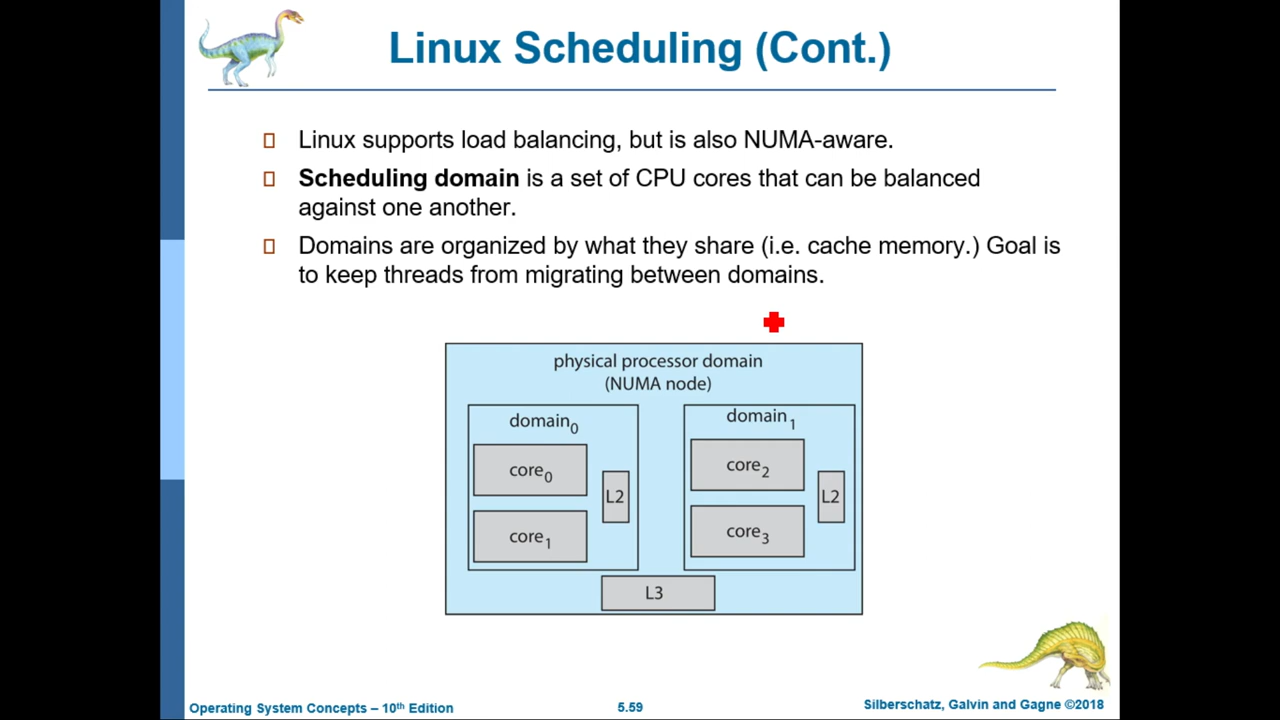 Linux Scheduling (Cont.)
Linux supports load balancing, but is also NUMA-aware.
Scheduling domain is a set of CPU cores that can be balanced
against one another.
Domains are organized by what they share (i.e. cache memory.) Goal is
to keep threads from migrating between domains.
physical processor domain
(NUMA node)
domain0
core0
core1
L2
domain1
core2
core3
L2
L3
Operating System Concepts – 10th Edition
5.59
Silberschatz, Galvin and Gagne ©2018